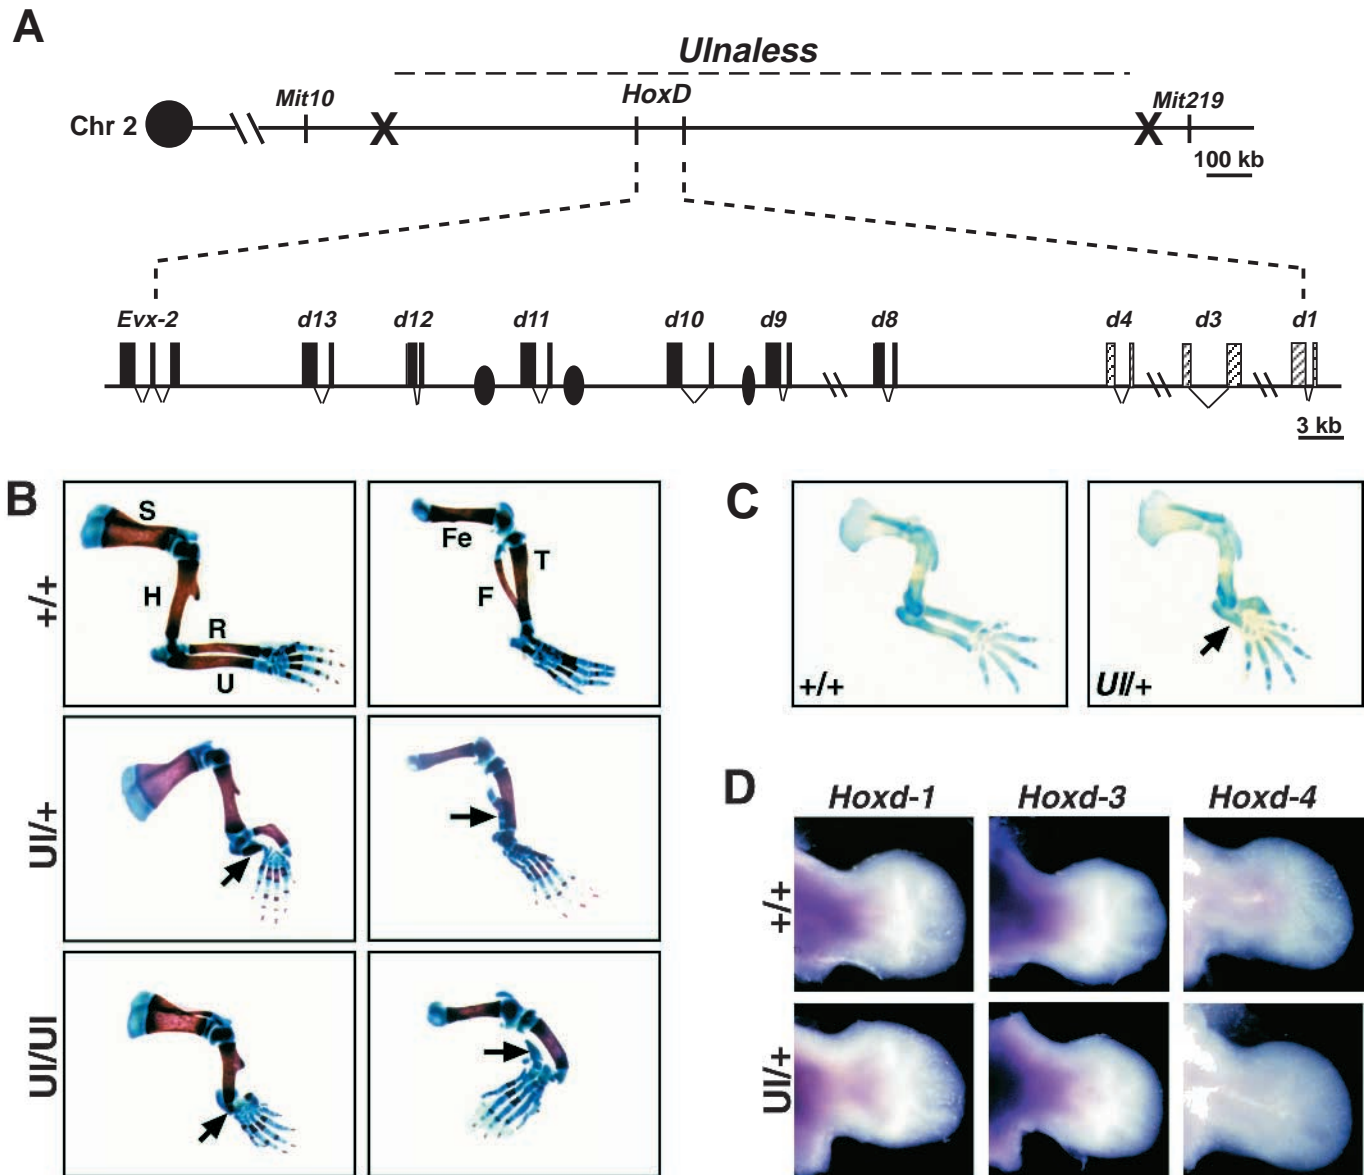 A
Ulnaless
Mit10
HoxD
Mit219
Chr 2
X
X
100 kb
Evx-2 d13 d12 d11 d10 d9 d8 d4 d3 d1
3 kb
B
+/+
S
H
R
U
Fe
T
F
Ul/+
Ul/Ul
C
+/+
Ul/+
D
Hoxd-1 Hoxd-3 Hoxd-4
+/+
Ul/+